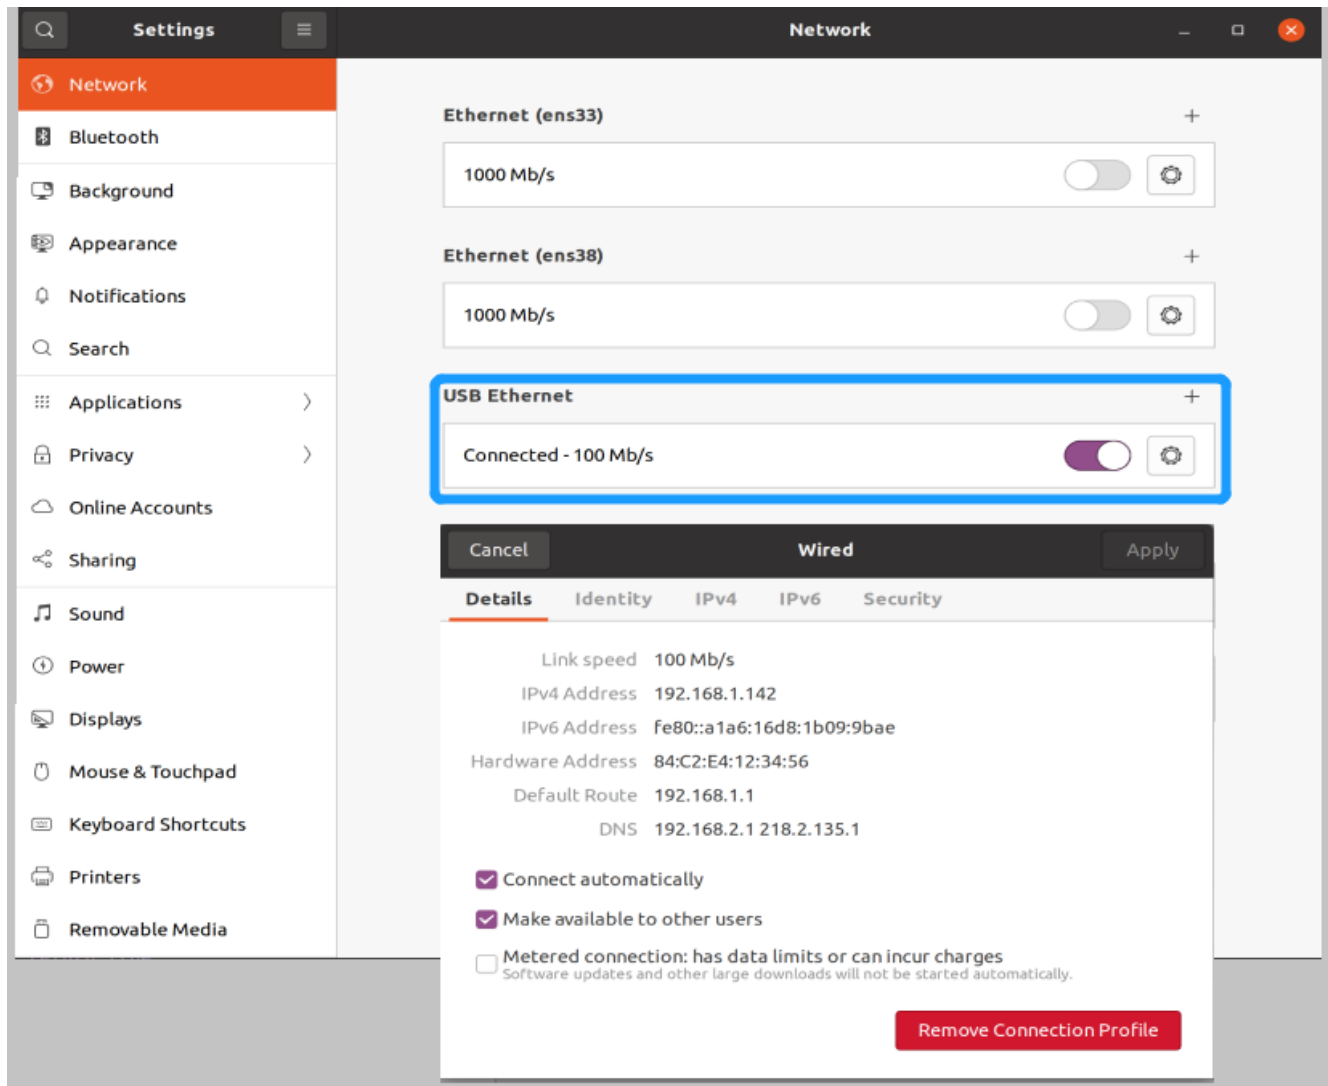 Settings
Network
Network
Bluetooth
Background
Appearance
Notifications
Search
Applications
Privacy
Online Accounts
Sharing
Sound
Power
Displays
Mouse & Touchpad
Keyboard Shortcuts
Printers
Removable Media
Ethernet (ens33)
1000 Mb/s
Ethernet (ens38)
1000 Mb/s
USB Ethernet
Connected - 100 Mb/s
Cancel Wired Apply
Details Identity IPv4 IPv6 Security
Link speed 100 Mb/s
IPv4 Address 192.168.1.142
IPv6 Address fe80::a1a6:16d8:1b09:9bae
Hardware Address 84:C2:E4:12:34:56
Default Route 192.168.1.1
DNS 192.168.2.1 218.2.135.1
Connect automatically
Make available to other users
Metered connection: has data limits or can incur charges
Software updates and other large downloads will not be started automatically.
Remove Connection Profile